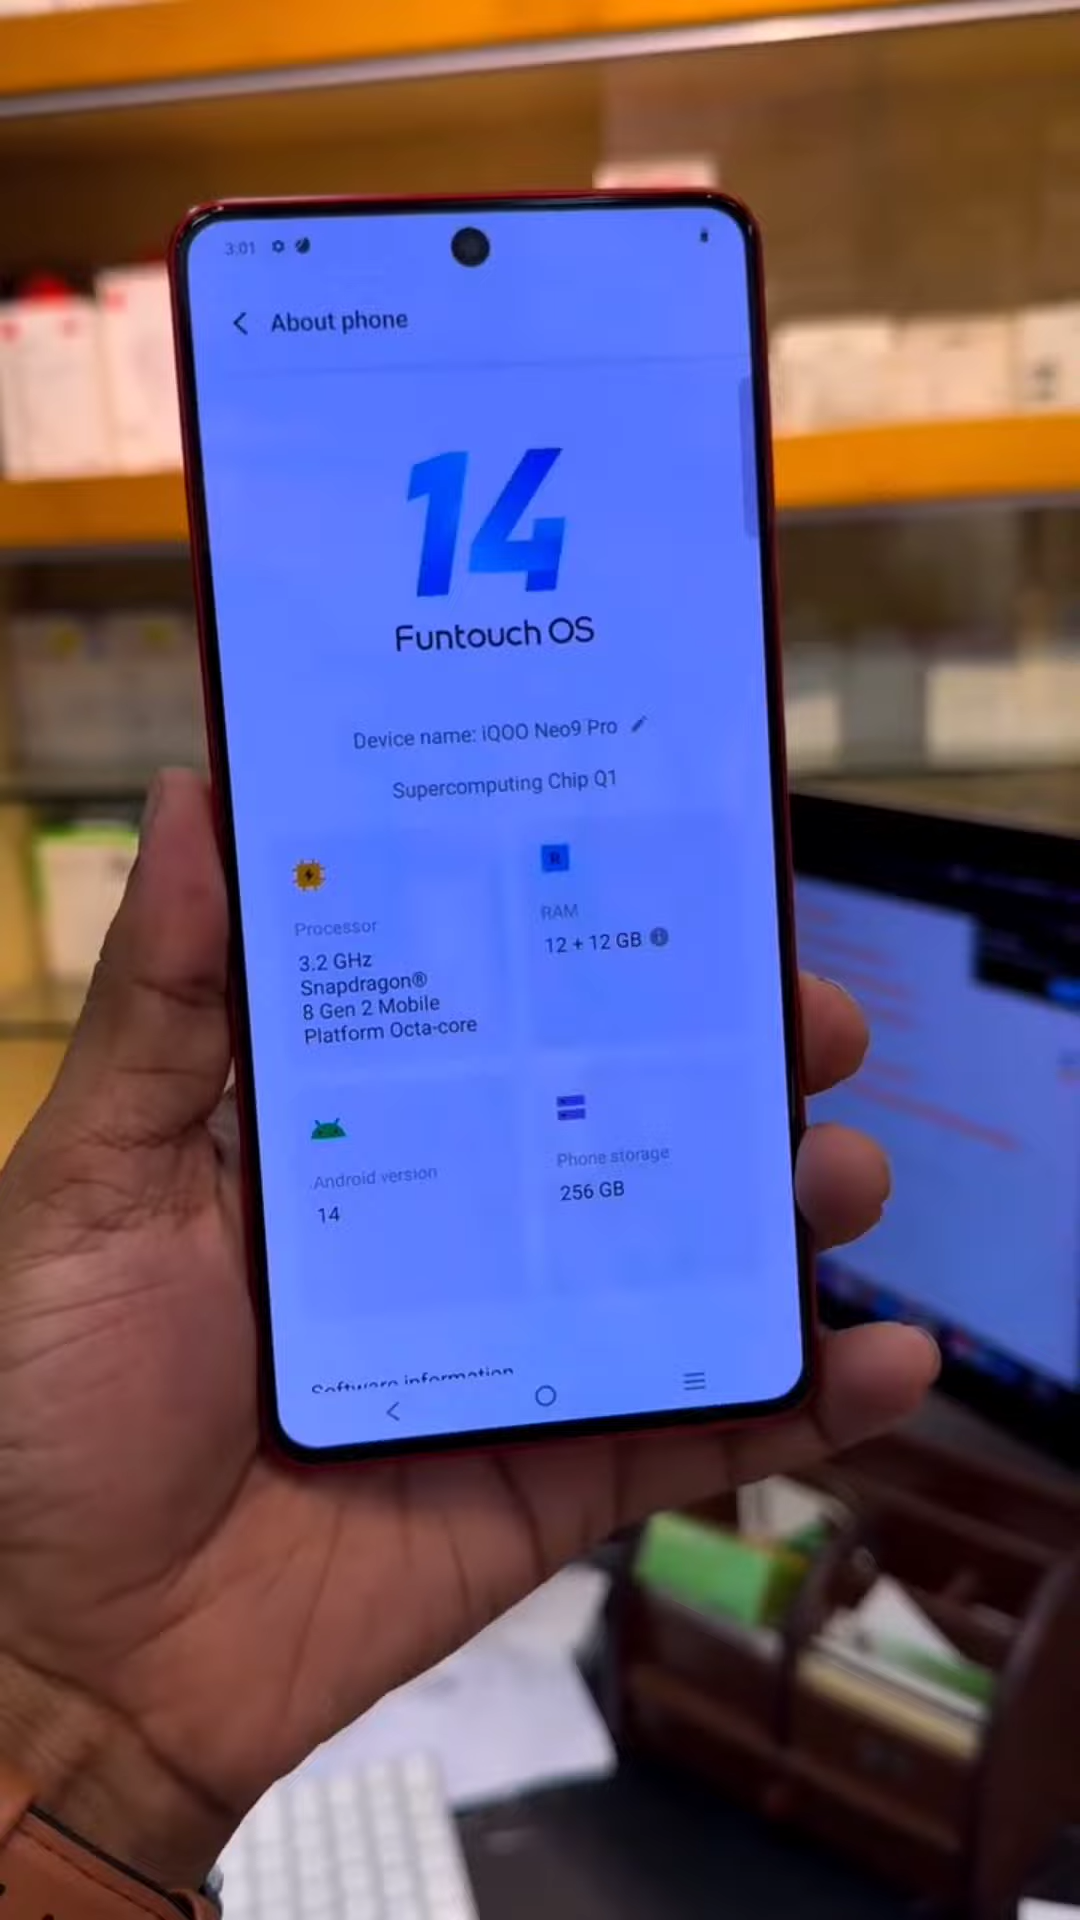 3:01
About phone
14
Funtouch OS
Device name: iQOO Neo9 Pro
Supercomputing Chip Q1
Processor
3.2 GHz
Snapdragon®
8 Gen 2 Mobile
Platform Octa-core
R
RAM
12 + 12 GB
Android version
14
Phone storage
256 GB
Software information